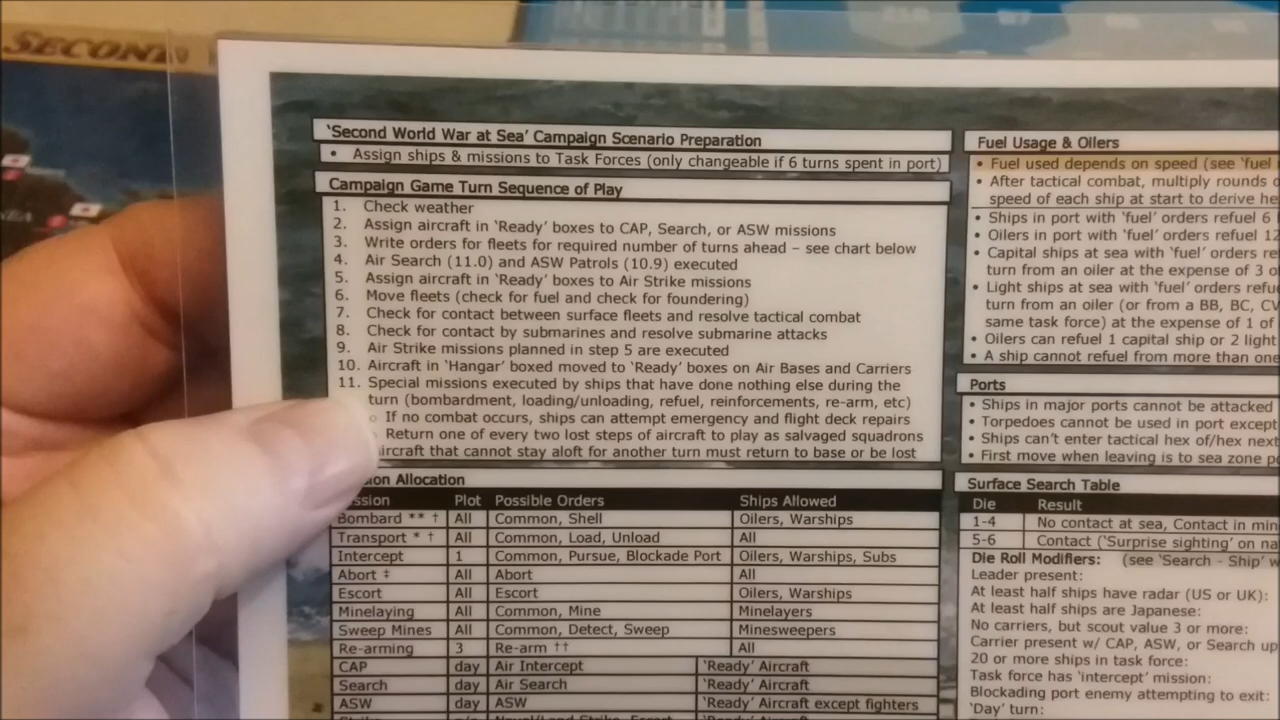 SECOND
'Second World War at Sea' Campaign Scenario Preparation
• Assign ships & missions to Task Forces (only changeable if 6 turns spent in port)
Campaign Game Turn Sequence of Play
1. Check weather
2. Assign aircraft in 'Ready' boxes to CAP, Search, or ASW missions
3. Write orders for fleets for required number of turns ahead – see chart below
4. Air Search (11.0) and ASW Patrols (10.9) executed
5. Assign aircraft in 'Ready' boxes to Air Strike missions
6. Move fleets (check for fuel and check for foundering)
7. Check for contact between surface fleets and resolve tactical combat
8. Check for contact by submarines and resolve submarine attacks
9. Air Strike missions planned in step 5 are executed
10. Aircraft in 'Hangar' boxed moved to 'Ready' boxes on Air Bases and Carriers
11. Special missions executed by ships that have done nothing else during the
turn (bombardment, loading/unloading, refuel, reinforcements, re-arm, etc)
o If no combat occurs, ships can attempt emergency and flight deck repairs
Return one of every two lost steps of aircraft to play as salvaged squadrons
ircraft that cannot stay aloft for another turn must return to base or be lost
ion Allocation
ssion Plot Possible Orders Ships Allowed
Bombard ** † All Common, Shell Oilers, Warships
Transport * † All Common, Load, Unload All
Intercept 1 Common, Pursue, Blockade Port Oilers, Warships, Subs
Abort ‡ All Abort All
Escort All Escort Oilers, Warships
Minelaying All Common, Mine Minelayers
Sweep Mines All Common, Detect, Sweep Minesweepers
Re-arming 3 Re-arm †† All
CAP day Air Intercept 'Ready' Aircraft
Search day Air Search 'Ready' Aircraft
ASW day ASW 'Ready' Aircraft except fighters
Fuel Usage & Oilers
• Fuel used depends on speed (see 'fuel
• After tactical combat, multiply rounds
speed of each ship at start to derive he
• Ships in port with 'fuel' orders refuel 6
• Oilers in port with 'fuel' orders refuel 12
• Capital ships at sea with 'fuel' orders re
turn from an oiler at the expense of 3 o
• Light ships at sea with 'fuel' orders refu
turn from an oiler (or from a BB, BC, CV
same task force) at the expense of 1 of
• Oilers can refuel 1 capital ship or 2 light
• A ship cannot refuel from more than one
Ports
• Ships in major ports cannot be attacked
• Torpedoes cannot be used in port except
• Ships can't enter tactical hex of/hex next
• First move when leaving is to sea zone p
Surface Search Table
Die Result
1-4 No contact at sea, Contact in min
5-6 Contact ('Surprise sighting' on na
Die Roll Modifiers: (see 'Search - Ship' w
Leader present:
At least half ships have radar (US or UK):
At least half ships are Japanese:
No carriers, but scout value 3 or more:
Carrier present w/ CAP, ASW, or Search up
20 or more ships in task force:
Task force has 'intercept' mission:
Blockading port enemy attempting to exit:
'Day' turn: